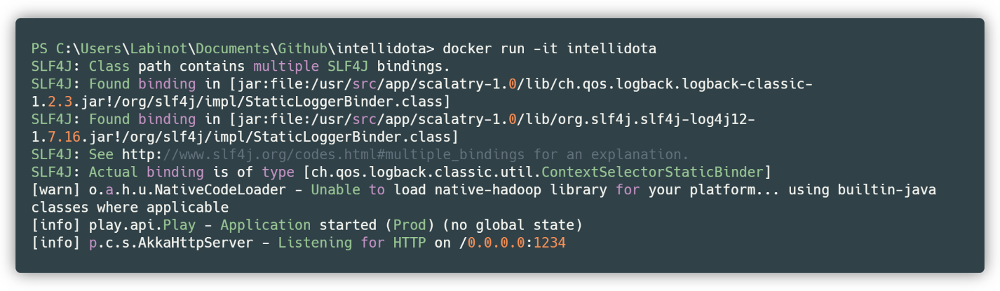 PS C:\Users\Labinot\Documents\Github\intellidota> docker run -it intellidota
SLF4J: Class path contains multiple SLF4J bindings.
SLF4J: Found binding in [jar:file:/usr/src/app/scalatry-1.0/lib/ch.qos.logback.logback-classic-
1.2.3.jar!/org/slf4j/impl/StaticLoggerBinder.class]
SLF4J: Found binding in [jar:file:/usr/src/app/scalatry-1.0/lib/org.slf4j.slf4j-log4j12-
1.7.16.jar!/org/slf4j/impl/StaticLoggerBinder.class]
SLF4J: See http://www.slf4j.org/codes.html#multiple_bindings for an explanation.
SLF4J: Actual binding is of type [ch.qos.logback.classic.util.ContextSelectorStaticBinder]
[warn] o.a.h.u.NativeCodeLoader - Unable to load native-hadoop library for your platform... using builtin-java
classes where applicable
[info] play.api.Play - Application started (Prod) (no global state)
[info] p.c.s.AkkaHttpServer - Listening for HTTP on /0.0.0.0:1234